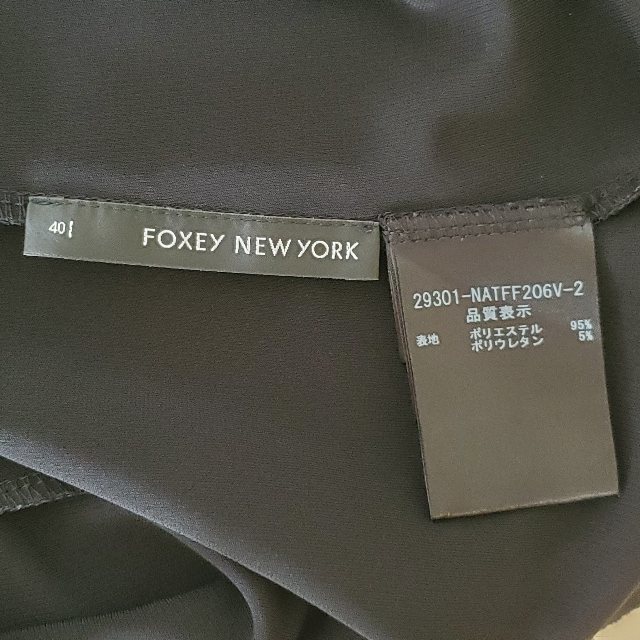 40
FOXEY NEW YORK
29301-NATFF206V-2
品質表示
表地 ポリエステル 95%
ポリウレタン 5%